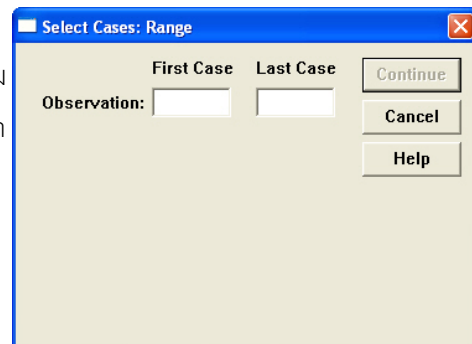 Select Cases: Range
First Case Last Case Continue
Observation:
Cancel
Help